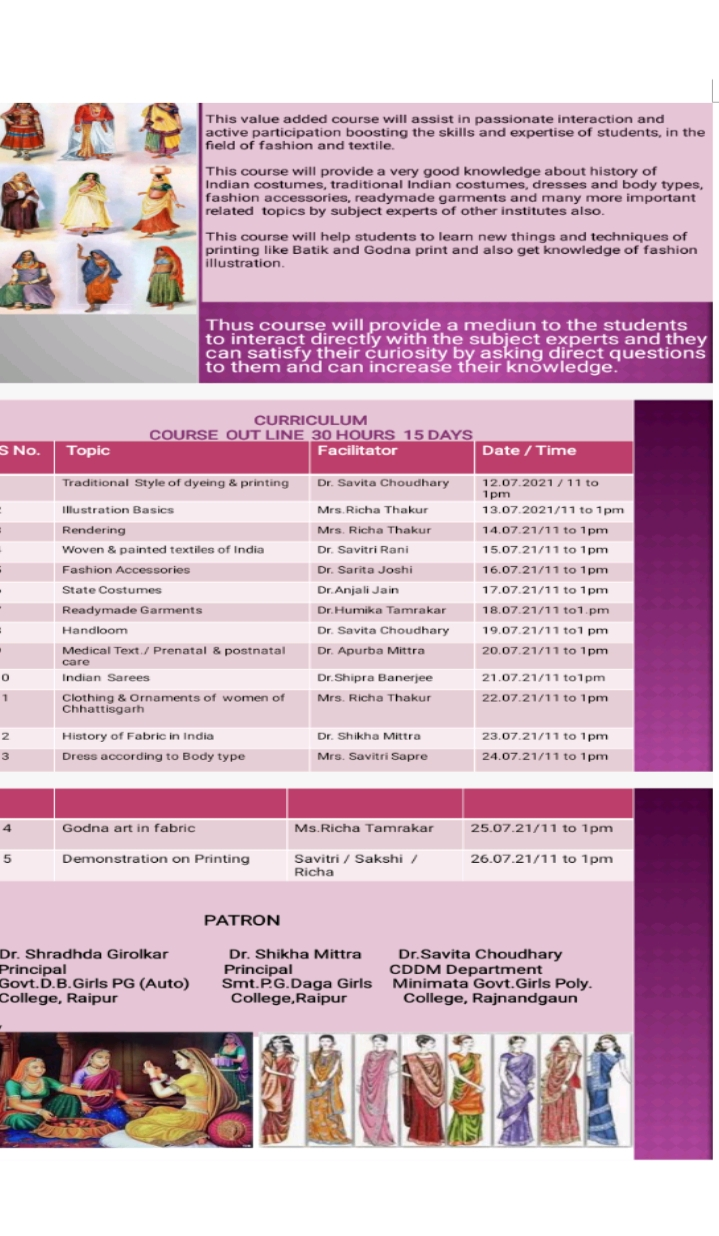 This value added course will assist in passionate interaction and
active participation boosting the skills and expertise of students, in the
field of fashion and textile.
This course will provide a very good knowledge about history of
Indian costumes, traditional Indian costumes, dresses and body types,
fashion accessories, readymade garments and many more important
related topics by subject experts of other institutes also.
This course will help students to learn new things and techniques of
printing like Batik and Godna print and also get knowledge of fashion
illustration.
Thus course will provide a mediun to the students
to interact directly with the subject experts and they
can satisfy their curiosity by asking direct questions
to them and can increase their knowledge.
CURRICULUM
COURSE OUT LINE 30 HOURS 15 DAYS
S No. Topic Facilitator Date / Time
Traditional Style of dyeing & printing Dr. Savita Choudhary 12.07.2021 / 11 to
1pm
Illustration Basics Mrs.Richa Thakur 13.07.2021/11 to 1pm
Rendering Mrs. Richa Thakur 14.07.21/11 to 1pm
Woven & painted textiles of India Dr. Savitri Rani 15.07.21/11 to 1pm
Fashion Accessories Dr. Sarita Joshi 16.07.21/11 to 1pm
State Costumes Dr.Anjali Jain 17.07.21/11 to 1pm
Readymade Garments Dr.Humika Tamrakar 18.07.21/11 to1.pm
Handloom Dr. Savita Choudhary 19.07.21/11 to1 pm
Medical Text./ Prenatal & postnatal Dr. Apurba Mittra 20.07.21/11 to 1pm
care
0 Indian Sarees Dr.Shipra Banerjee 21.07.21/11 to1pm
1 Clothing & Ornaments of women of Mrs. Richa Thakur 22.07.21/11 to 1pm
Chhattisgarh
2 History of Fabric in India Dr. Shikha Mittra 23.07.21/11 to 1pm
3 Dress according to Body type Mrs. Savitri Sapre 24.07.21/11 to 1pm
4 Godna art in fabric Ms.Richa Tamrakar 25.07.21/11 to 1pm
5 Demonstration on Printing Savitri / Sakshi / 26.07.21/11 to 1pm
Richa
PATRON
Dr. Shradhda Girolkar Dr. Shikha Mittra Dr.Savita Choudhary
Principal Principal CDDM Department
Govt.D.B.Girls PG (Auto) Smt.P.G.Daga Girls Minimata Govt.Girls Poly.
College, Raipur College,Raipur College, Rajnandgaun